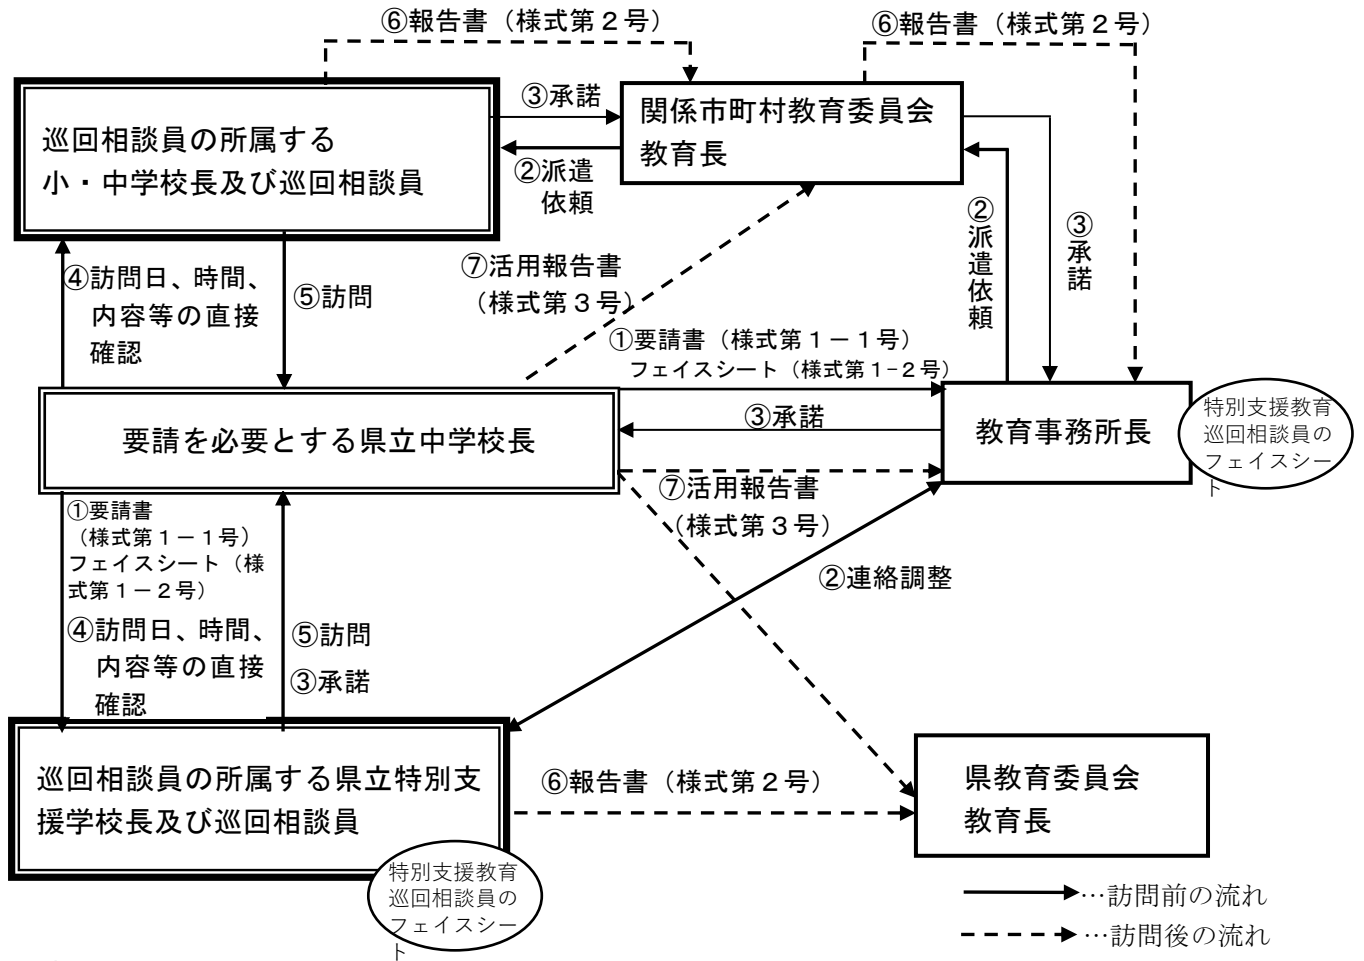 ⑥報告書（様式第２号）
⑥報告書（様式第２号）
③承諾
関係市町村教育委員会
教育長
巡回相談員の所属する
小・中学校長及び巡回相談員
②派遣
依頼
②派遣依頼
③承諾
④訪問日、時間、
内容等の直接
確認
⑤訪問
⑦活用報告書
（様式第３号）
①要請書（様式第１－１号）
フェイスシート（様式第１-２号）
③承諾
要請を必要とする県立中学校長
教育事務所長
特別支援教育
巡回相談員の
フェイスシー
ト
⑦活用報告書
（様式第３号）
①要請書
（様式第１－１号）
フェイスシート（様
式第１－２号）
②連絡調整
④訪問日、時間、
内容等の直接
確認
⑤訪問
③承諾
巡回相談員の所属する県立特別支
援学校長及び巡回相談員
⑥報告書（様式第２号）
県教育委員会
教育長
特別支援教育
巡回相談員の
フェイスシー
ト
…訪問前の流れ
…訪問後の流れ